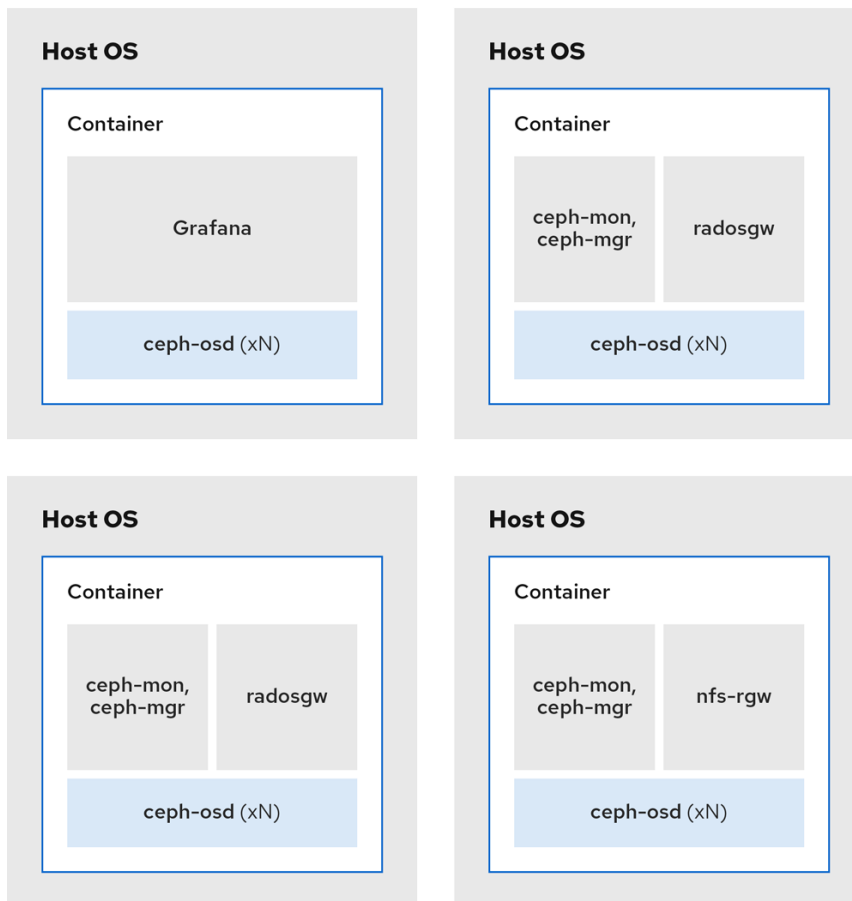 Host OS
Container
Grafana
ceph-osd (xN)
Host OS
Container
ceph-mon,
ceph-mgr
radosgw
ceph-osd (xN)
Host OS
Container
ceph-mon,
ceph-mgr
radosgw
ceph-osd (xN)
Host OS
Container
ceph-mon,
ceph-mgr
nfs-rgw
ceph-osd (xN)